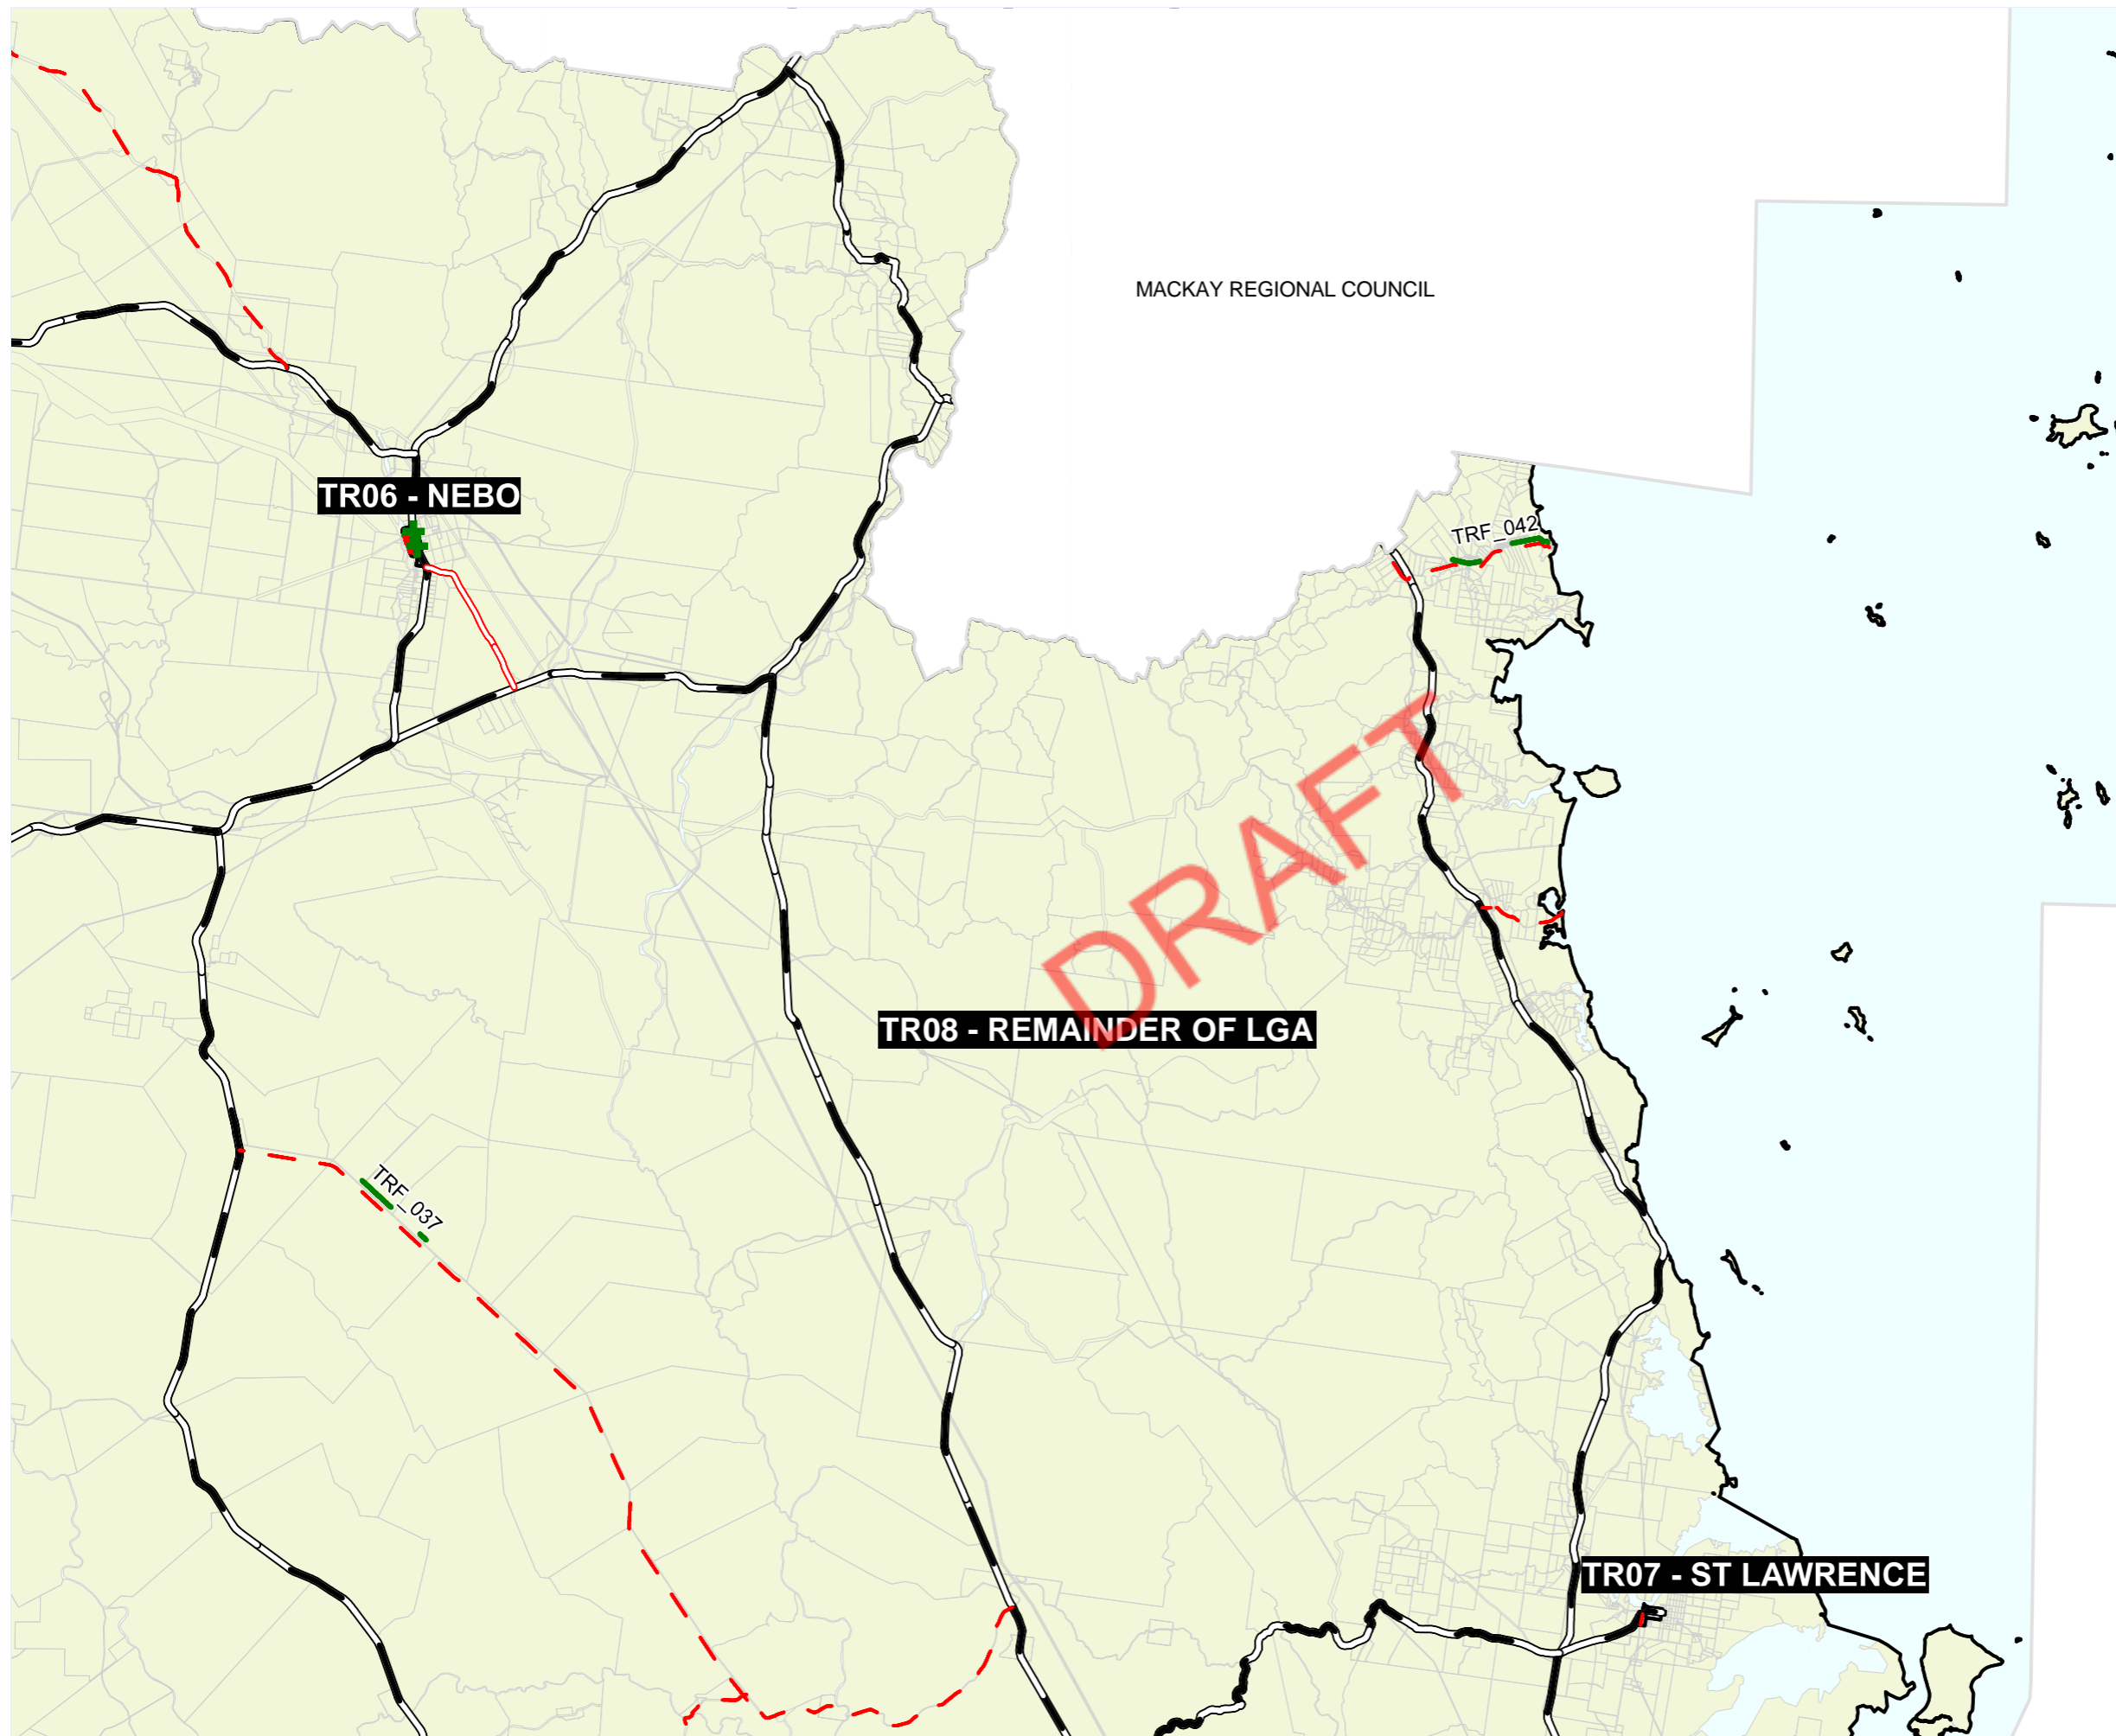 MACKAY REGIONAL COUNCIL
TR06 - NEBO
TRF_042
DRAFT
TR08 - REMAINDER OF LGA
TRF_037
TR07 - ST LAWRENCE